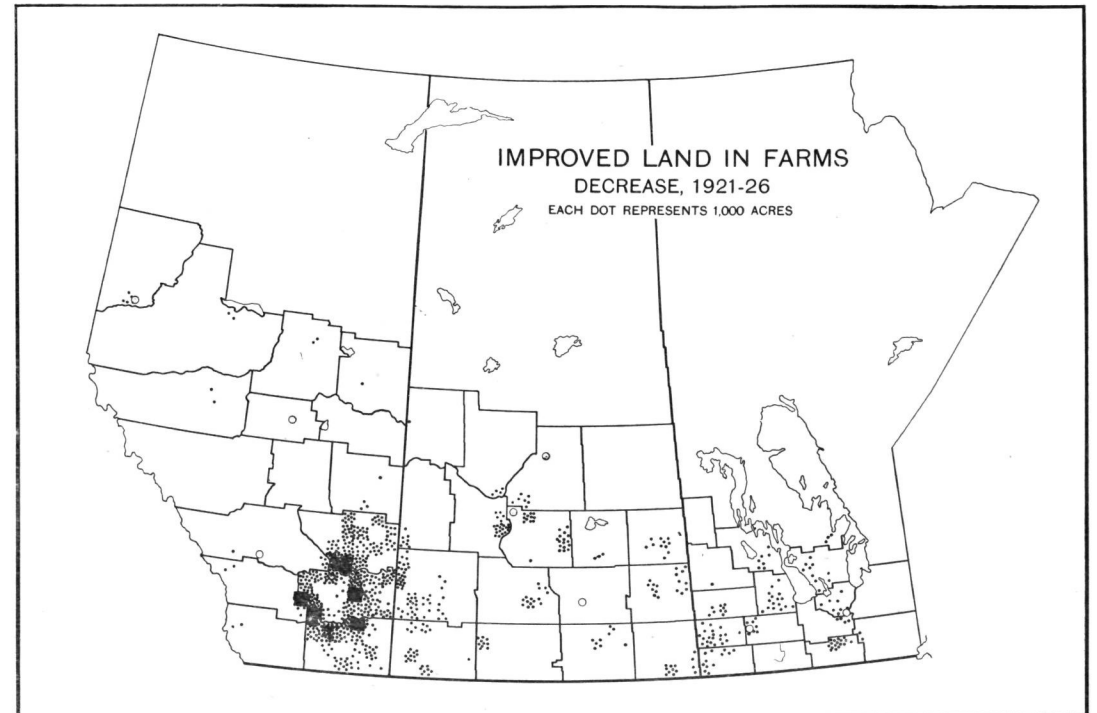 IMPROVED LAND IN FARMS
DECREASE, 1921-26
EACH DOT REPRESENTS 1,000 ACRES